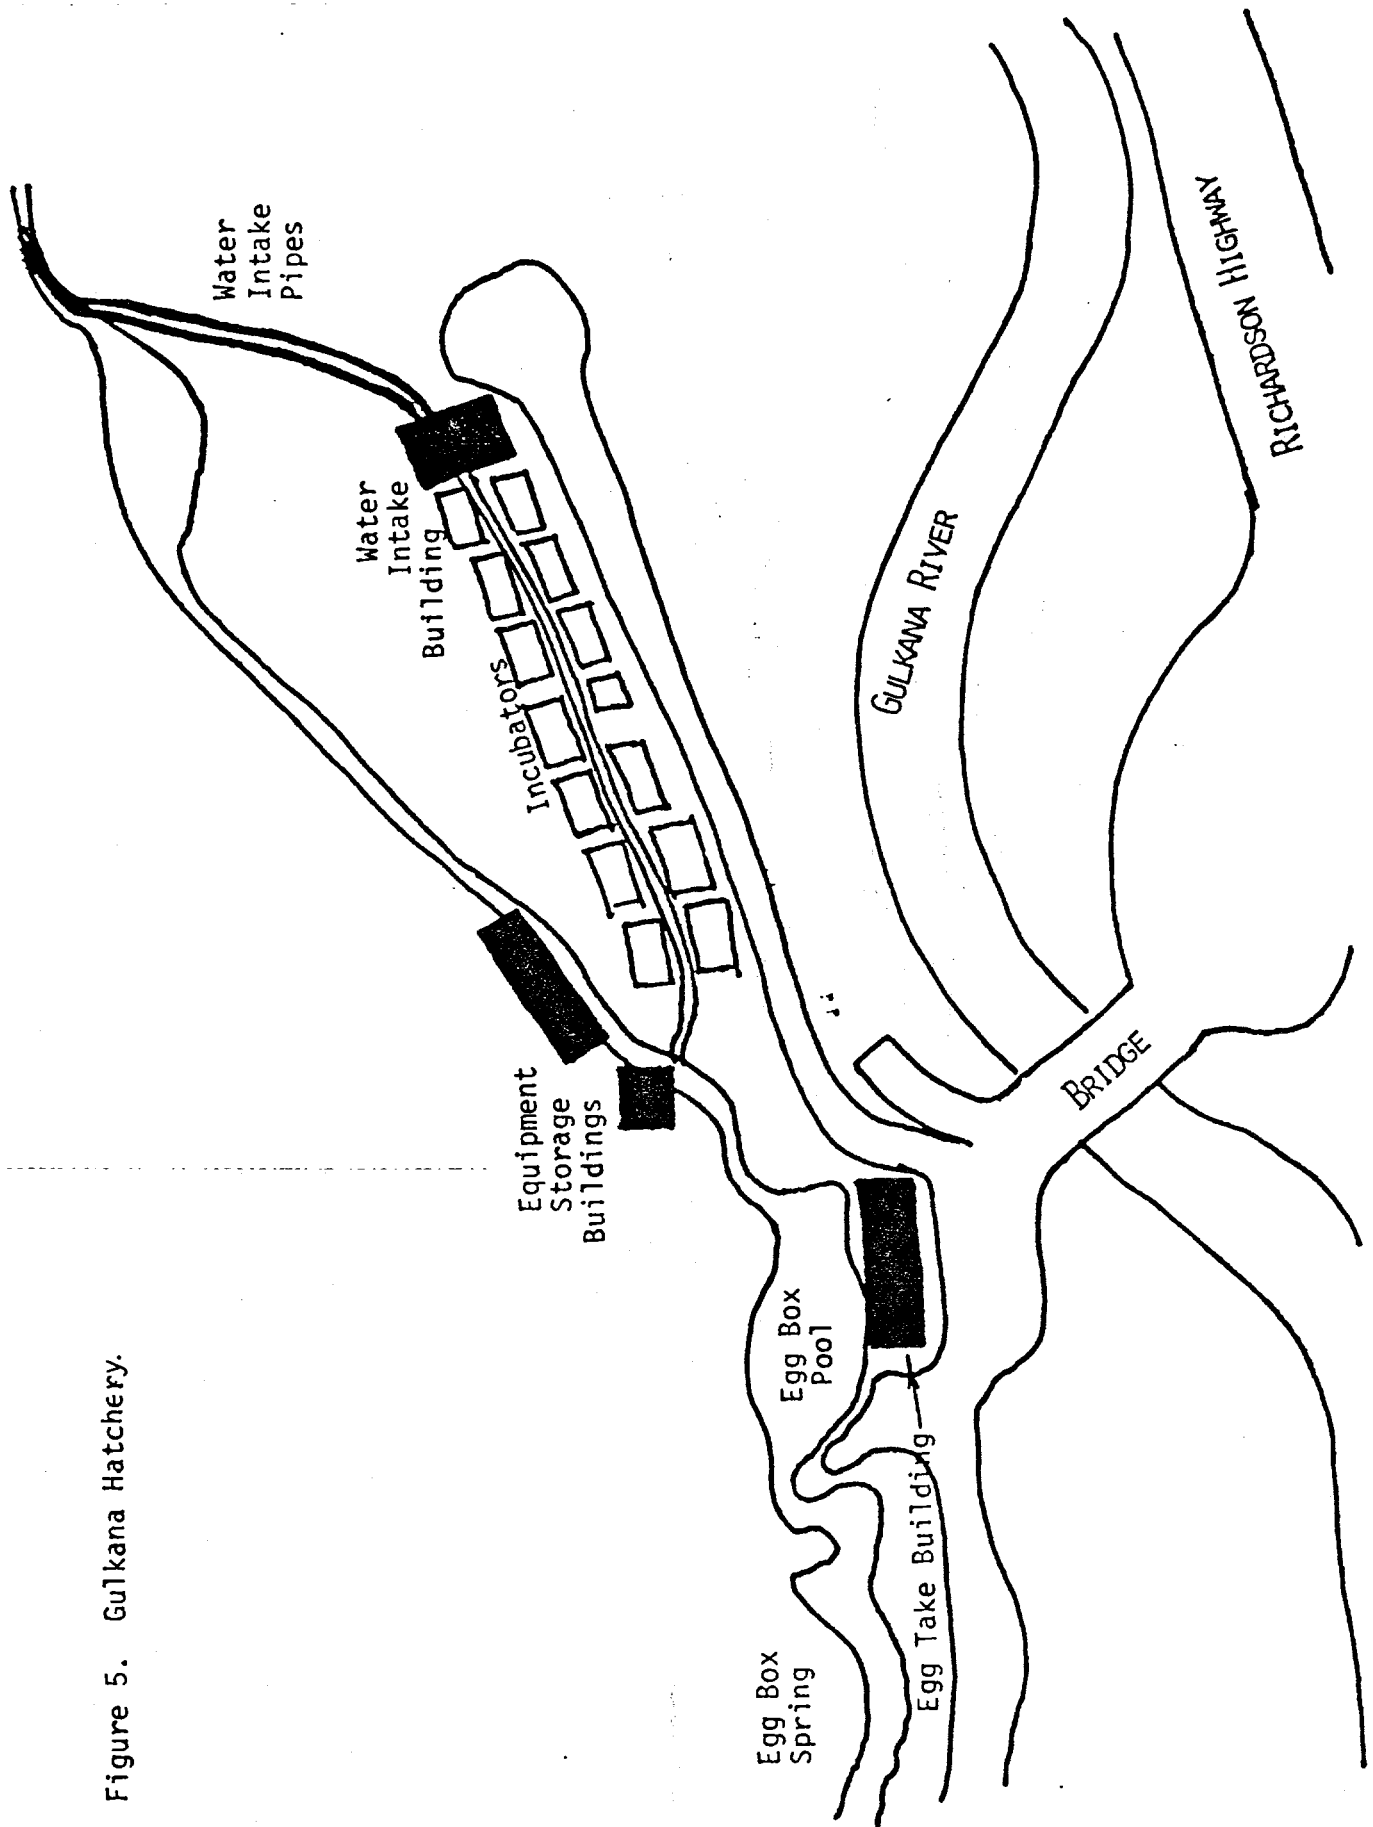 Figure 5. Gulkana Hatchery.
Water
Intake
Pipes
Water
Intake
Building
Incubators
Equipment
Storage
Buildings
Egg Box
Pool
Egg Box
Spring
Egg Take Building
GULKANA RIVER
RICHARDSON HIGHWAY
BRIDGE